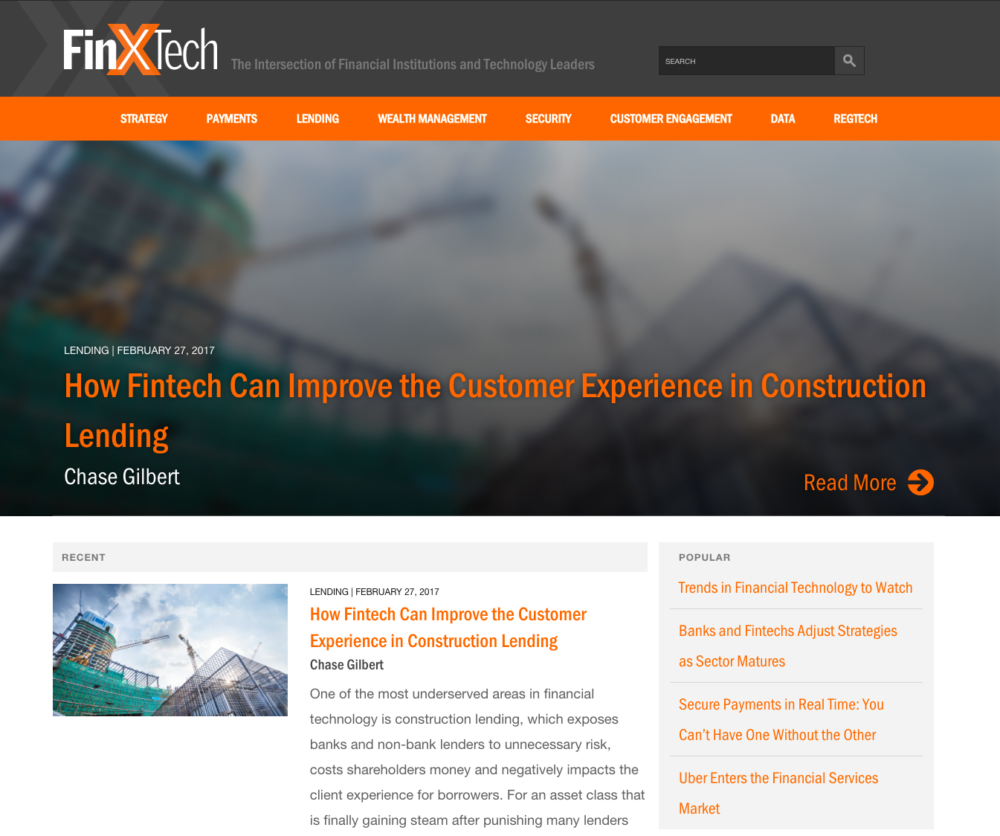 FinXTech
The Intersection of Financial Institutions and Technology Leaders
SEARCH
STRATEGY
PAYMENTS
LENDING
WEALTH MANAGEMENT
SECURITY
CUSTOMER ENGAGEMENT
DATA
REGTECH
LENDING | FEBRUARY 27, 2017
How Fintech Can Improve the Customer Experience in Construction
Lending
Chase Gilbert
Read More
RECENT
LENDING | FEBRUARY 27, 2017
How Fintech Can Improve the Customer
Experience in Construction Lending
Chase Gilbert
One of the most underserved areas in financial
technology is construction lending, which exposes
banks and non-bank lenders to unnecessary risk,
costs shareholders money and negatively impacts the
client experience for borrowers. For an asset class that
is finally gaining steam after punishing many lenders
POPULAR
Trends in Financial Technology to Watch
Banks and Fintechs Adjust Strategies
as Sector Matures
Secure Payments in Real Time: You
Can’t Have One Without the Other
Uber Enters the Financial Services
Market